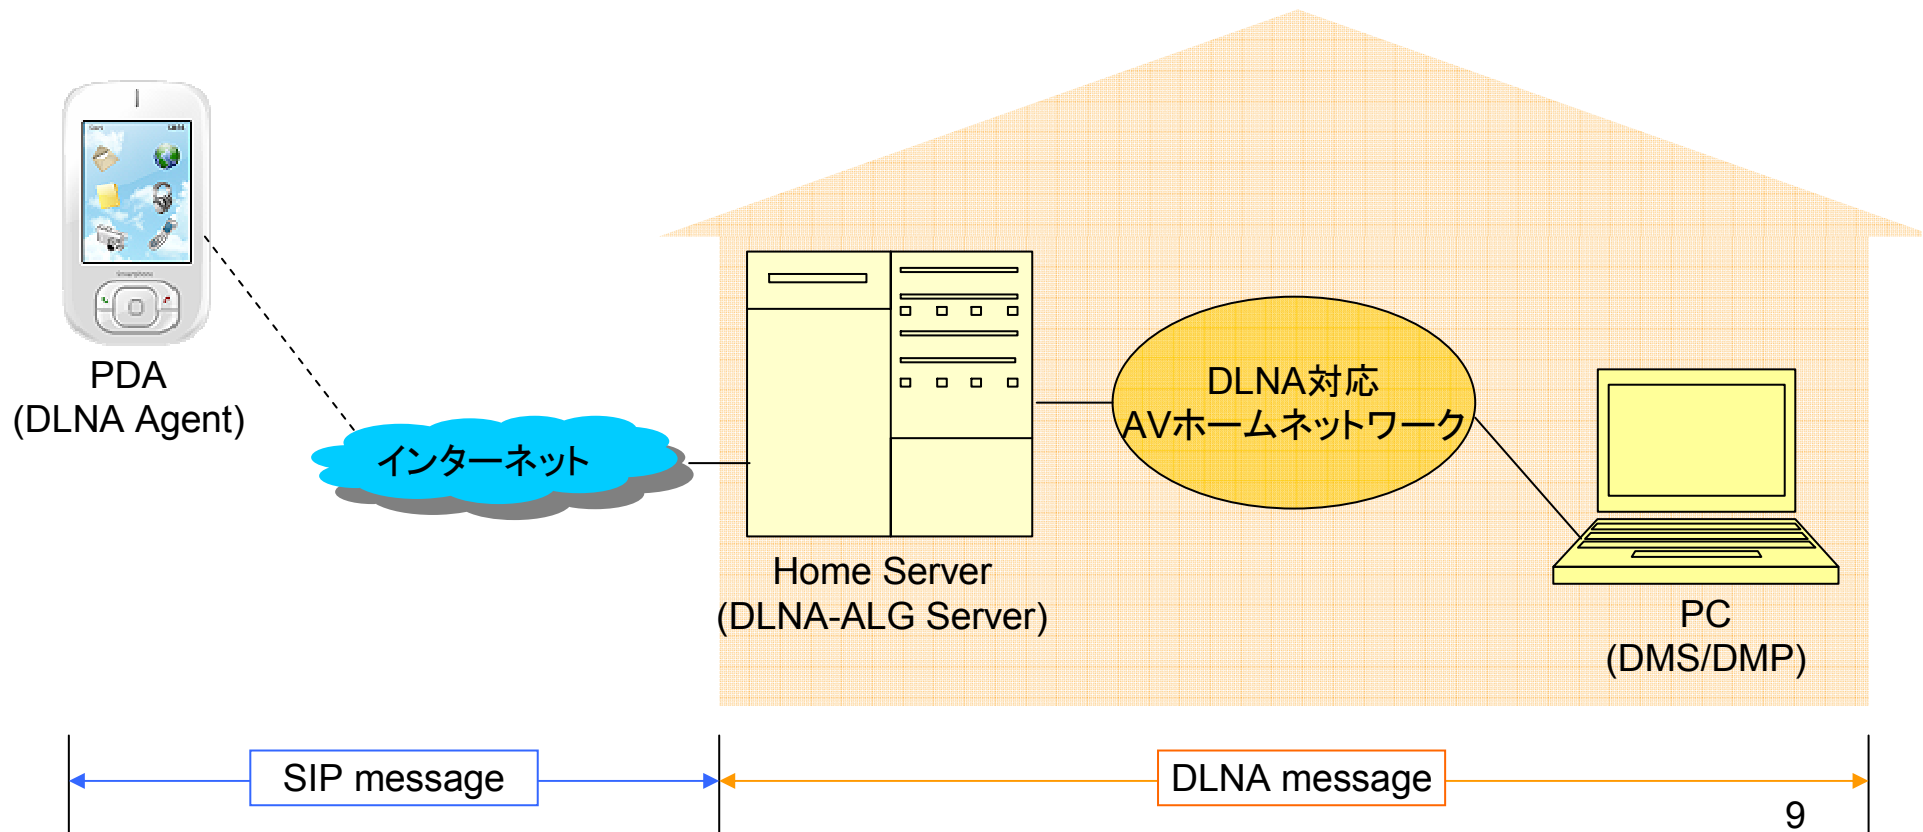 PDA
(DLNA Agent)
インターネット
Home Server
(DLNA-ALG Server)
DLNA対応
AVホームネットワーク
PC
(DMS/DMP)
SIP message
DLNA message
9